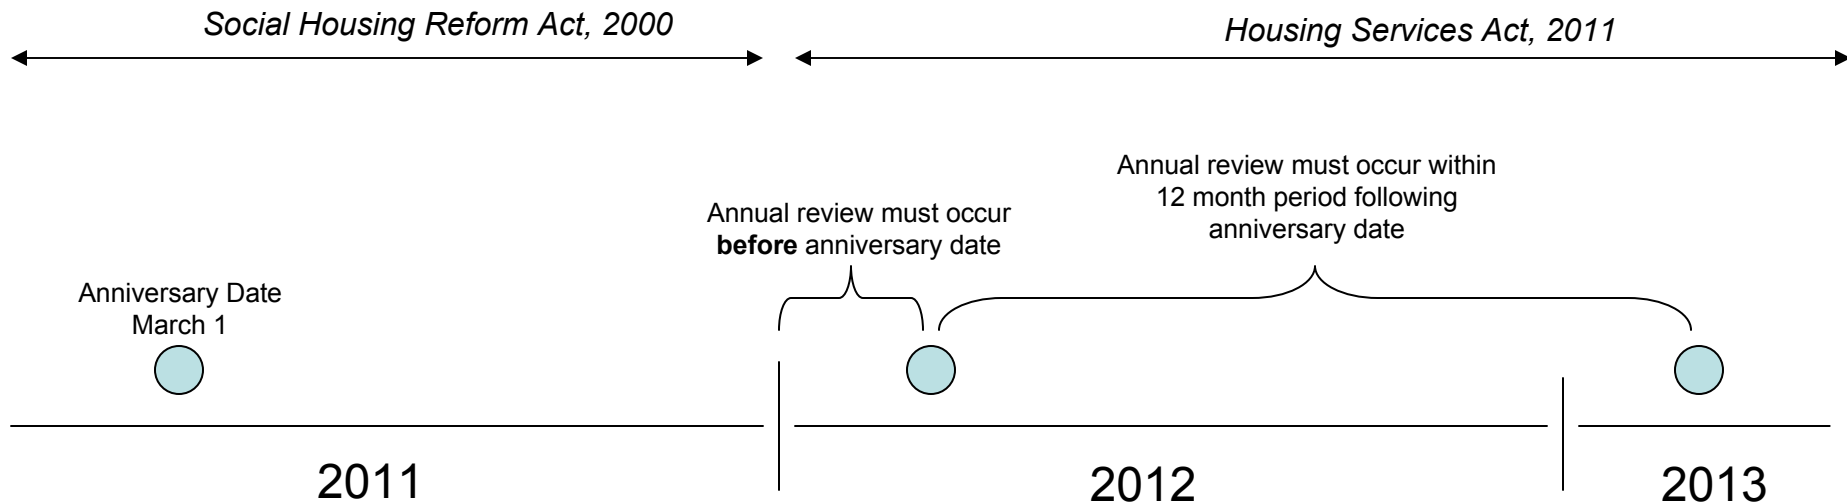 Social Housing Reform Act, 2000
Housing Services Act, 2011
Annual review must occur within
12 month period following
anniversary date
Annual review must occur
before anniversary date
Anniversary Date
March 1
2011
2012
2013